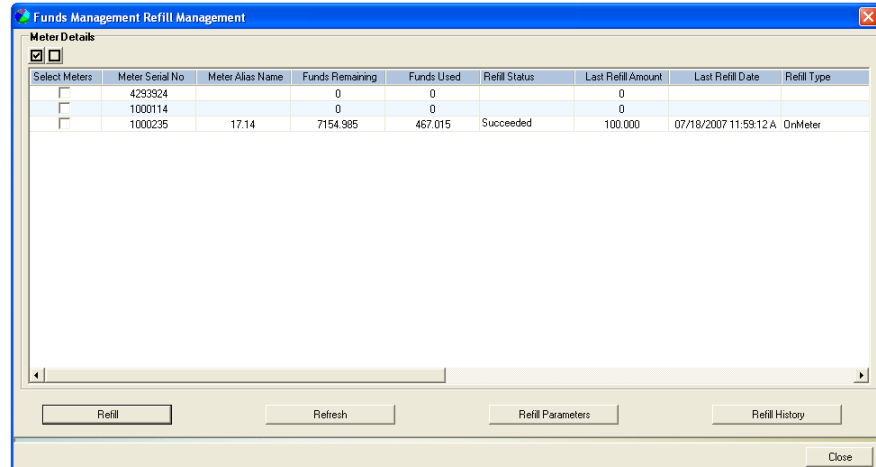 Funds Management Refill Management
Meter Details
Select Meters Meter Serial No Meter Alias Name Funds Remaining Funds Used Refill Status Last Refill Amount Last Refill Date Refill Type
4293924 0 0 0
1000114 0 0 0
1000235 17.14 7154.985 467.015 Succeeded 100.000 07/18/2007 11:59:12 A OnMeter
Refill Refresh Refill Parameters Refill History
Close